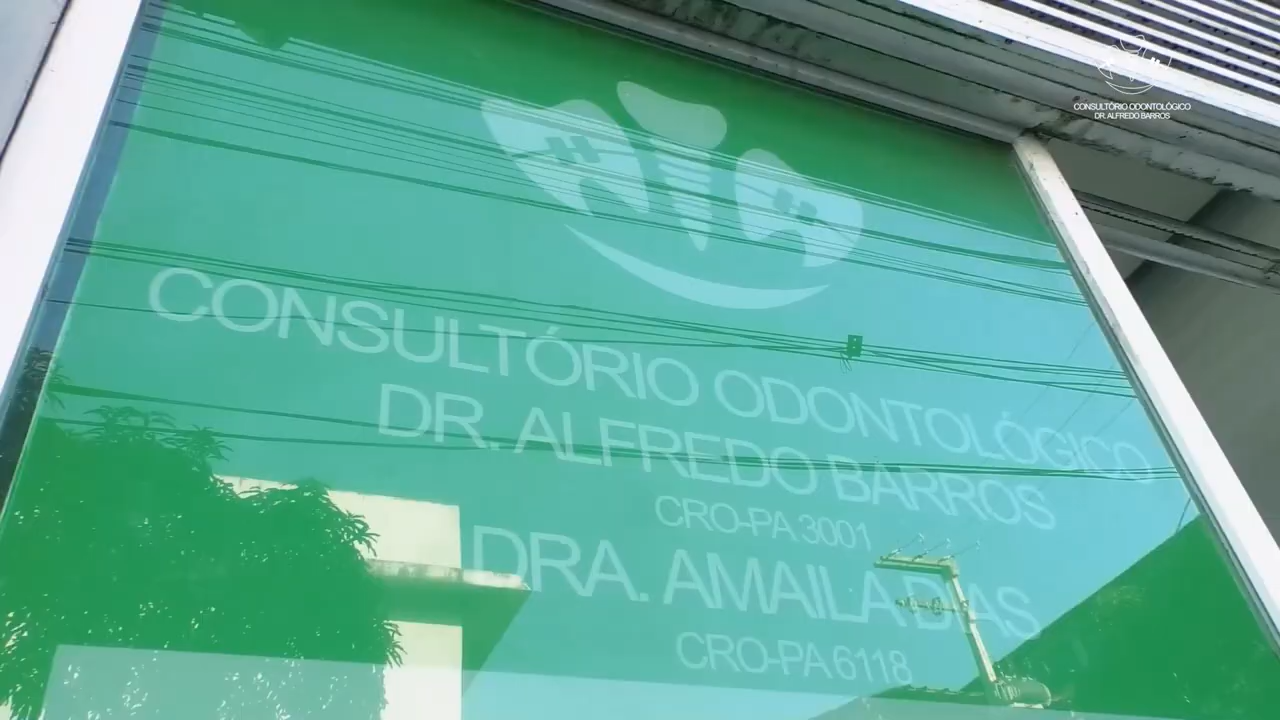 CONSULTÓRIO ODONTOLÓGICO
DR. ALFREDO BARROS
CONSULTÓRIO ODONTOLÓGICO
DR. ALFREDO BARROS
CRO-PA 3001
DRA. AMAILA DIAS
CRO-PA 6118